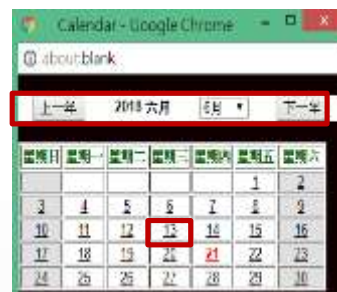 Calendar - Google Chrome
about:blank
上一年 2018 六月 6月 下一年
星期日 星期一 星期二 星期三 星期四 星期五 星期六
1 2
3 4 5 6 7 8 9
10 11 12 13 14 15 16
17 18 19 20 21 22 23
24 25 26 27 28 29 30